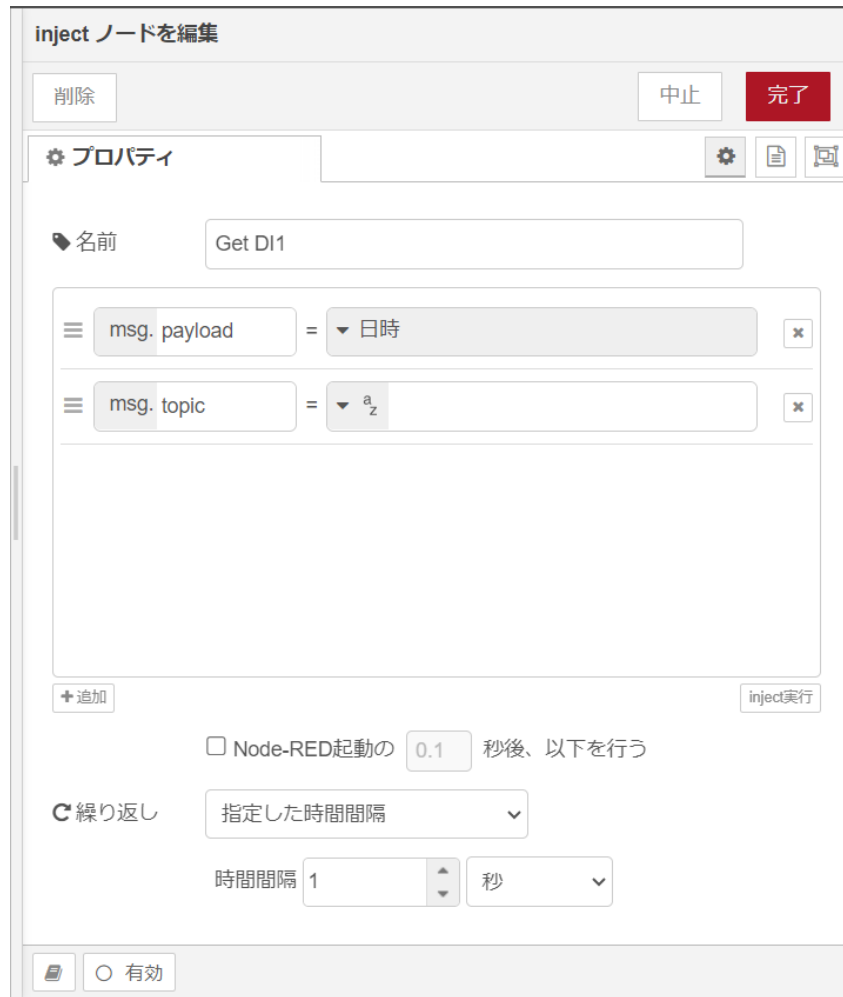 inject ノードを編集
削除 中止 完了
プロパティ
名前 Get DI1
msg. payload = 日時
msg. topic = az
追加 inject実行
Node-RED起動の 0.1 秒後、以下を行う
繰り返し 指定した時間間隔
時間間隔 1 秒
有効